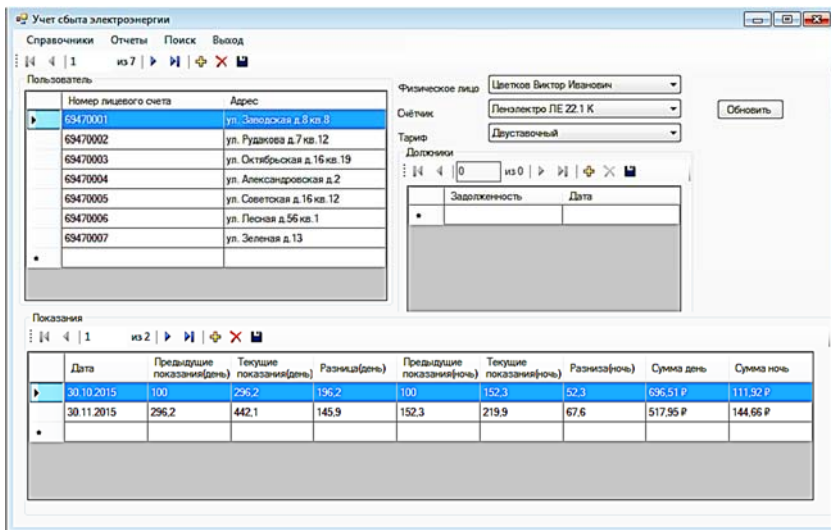 Учет сбыта электроэнергии
Справочники Отчеты Поиск Выход
1 из 7
Пользователь
Номер лицевого счета Адрес
69470001 ул. Заводская д.8 кв.8
69470002 ул. Рудакова д.7 кв.12
69470003 ул. Октябрьская д.16 кв.19
69470004 ул. Александровская д.2
69470005 ул. Советская д.16 кв.12
69470006 ул. Лесная д.56 кв.1
69470007 ул. Зеленая д.13
Физическое лицо Цветков Виктор Иванович
Счётчик Пенэлектро ЛЕ 22.1 К Обновить
Тариф Двуставочный
Должники
0 из 0
Задолженность Дата
Показания
1 из 2
Дата Предыдущие показания(день) Текущие показания(день) Разница(день) Предыдущие показания(ночь) Текущие показания(ночь) Разниза(ночь) Сумма день Сумма ночь
30.10.2015 100 296,2 196,2 100 152,3 52,3 696,51 ₽ 111,92 ₽
30.11.2015 296,2 442,1 145,9 152,3 219,9 67,6 517,95 ₽ 144,66 ₽